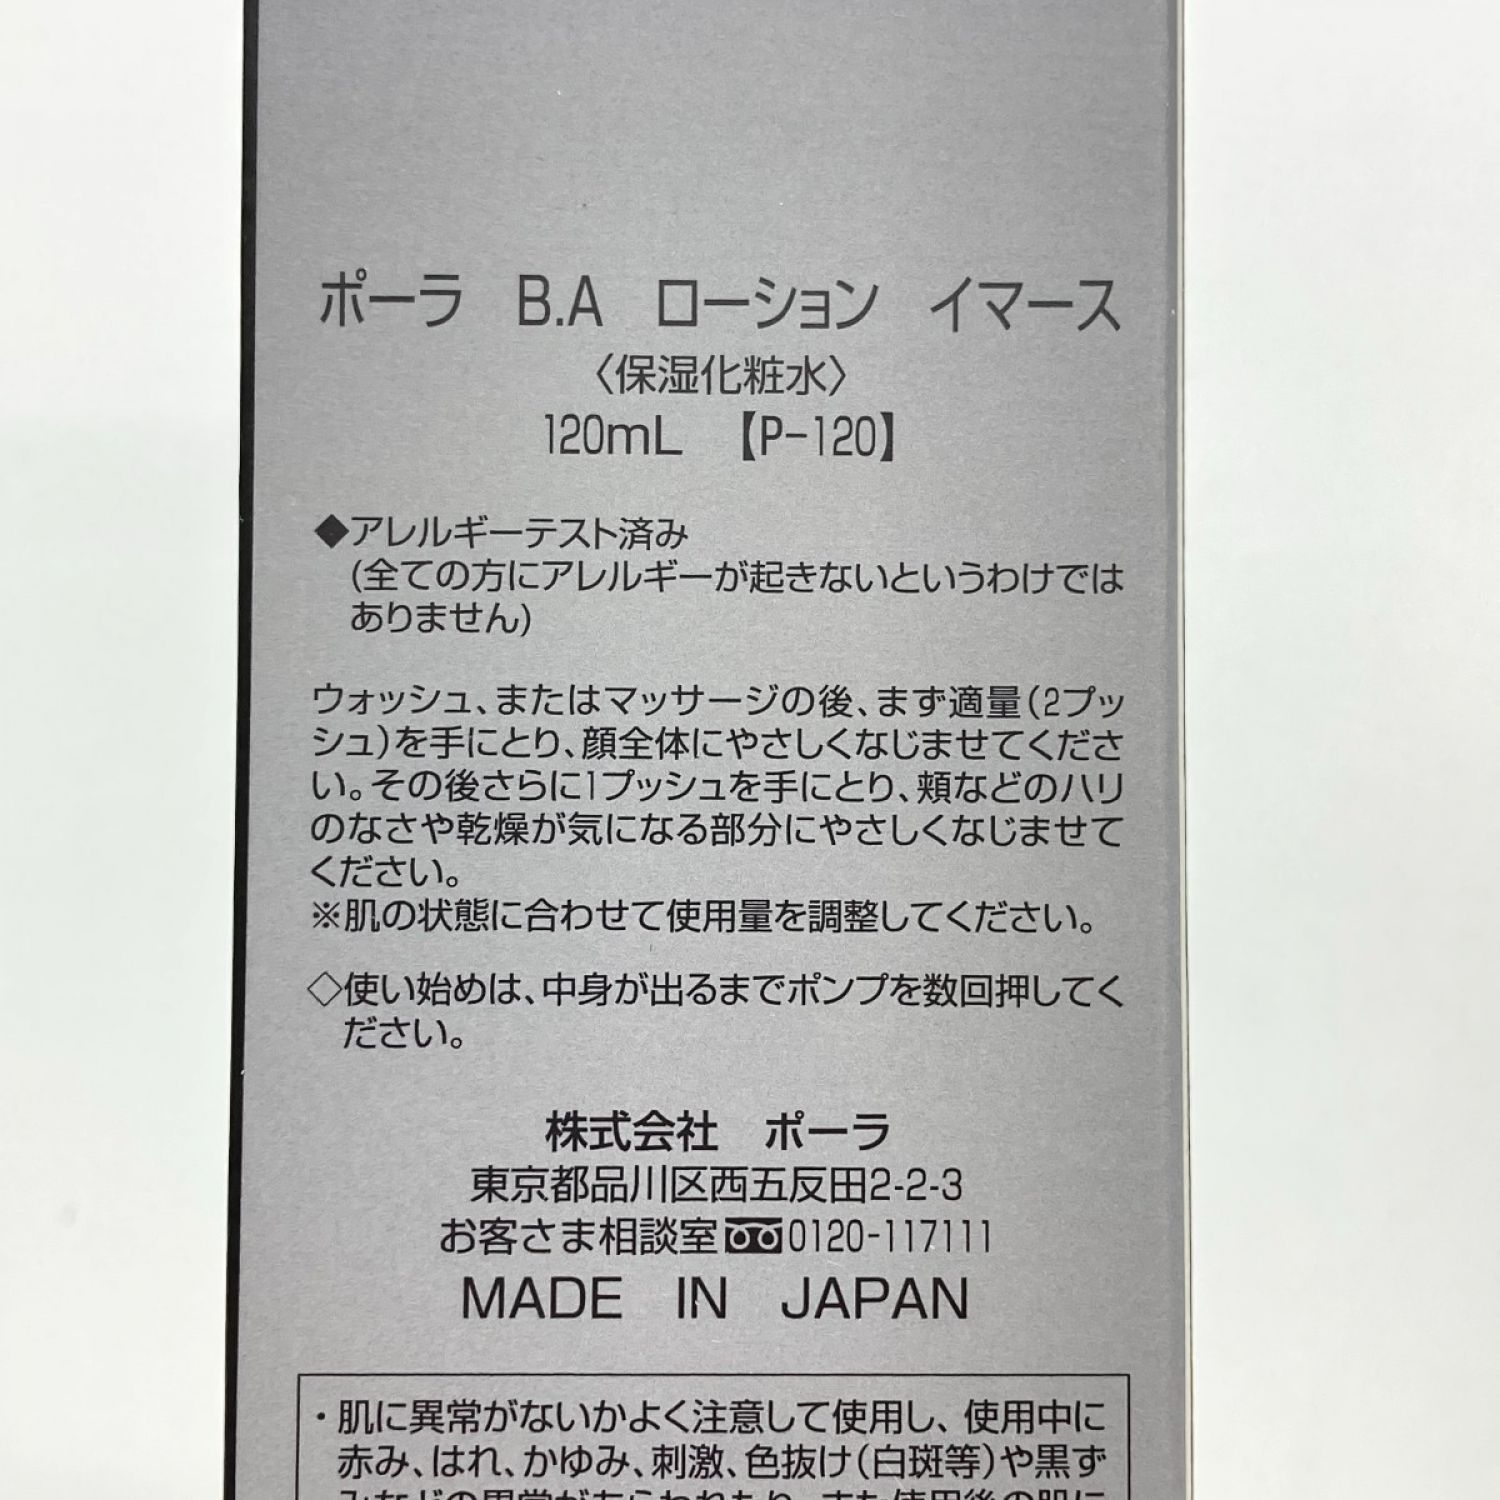 ポーラ B.A ローション イマース
〈保湿化粧水〉
120mL 【P-120】
◆アレルギーテスト済み
(全ての方にアレルギーが起きないというわけでは
ありません)
ウォッシュ、またはマッサージの後、まず適量(2プッ
シュ)を手にとり、顔全体にやさしくなじませてくださ
い。その後さらに1プッシュを手にとり、頬などのハリ
のなさや乾燥が気になる部分にやさしくなじませて
ください。
※肌の状態に合わせて使用量を調整してください。
◇使い始めは、中身が出るまでポンプを数回押してく
ださい。
株式会社 ポーラ
東京都品川区西五反田2-2-3
お客さま相談室 0120-117111
MADE IN JAPAN
・肌に異常がないかよく注意して使用し、使用中に
赤み、はれ、かゆみ、刺激、色抜け(白斑等)や黒ず